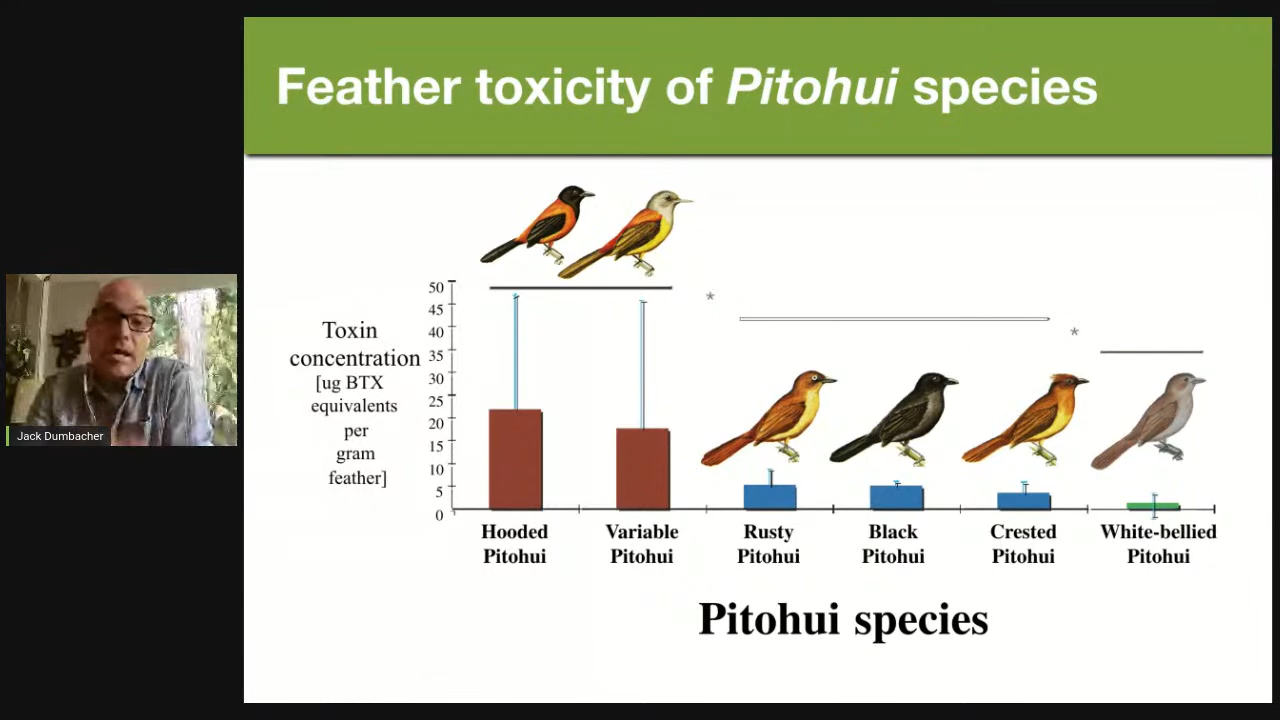 Feather toxicity of Pitohui species
Jack Dumbacher
Toxin
concentration
[ug BTX
equivalents
per
gram
feather]
50
45
40
35
30
25
20
15
10
5
0
*
*
Hooded
Pitohui
Variable
Pitohui
Rusty
Pitohui
Black
Pitohui
Crested
Pitohui
White-bellied
Pitohui
Pitohui species